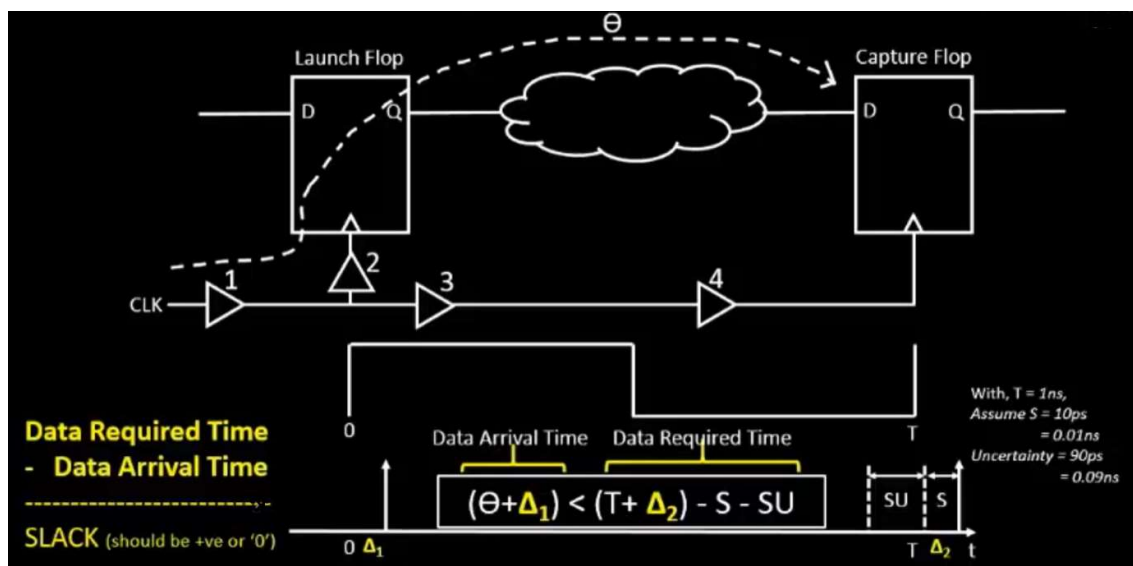 Θ
Launch Flop
Capture Flop
D Q
D Q
1
2
3
4
CLK
0
T
With, T = 1ns,
Assume S = 10ps
= 0.01ns
Uncertainty = 90ps
= 0.09ns
Data Required Time
- Data Arrival Time
SLACK (should be +ve or '0')
Data Arrival Time Data Required Time
(Θ+Δ₁) < (T+ Δ₂) - S - SU
SU S
0 Δ₁
T Δ₂ t